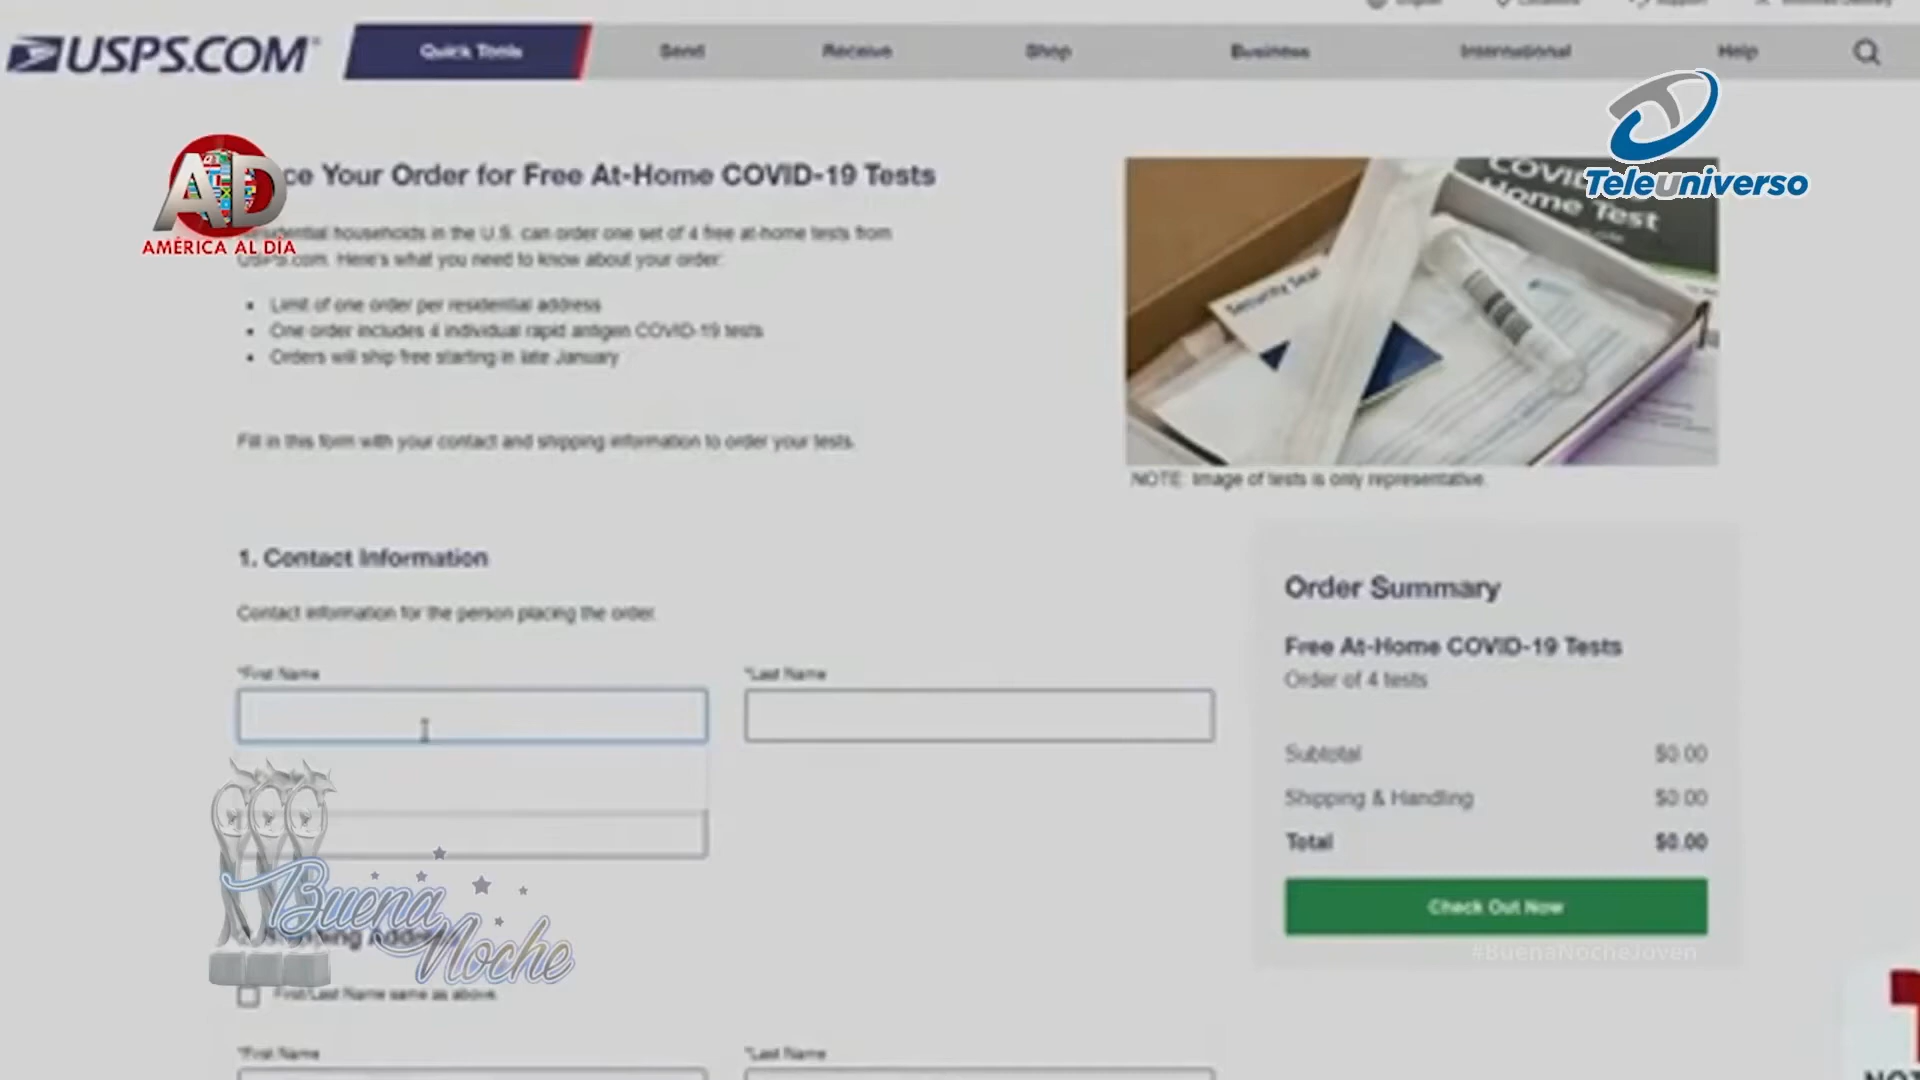 USPS.COM
Quick Tools
Send
Receive
Shop
Business
International
Help
AD
AMÉRICA AL DÍA
TeleUniverso
ce Your Order for Free At-Home COVID-19 Tests
Residential households in the U.S. can order one set of 4 free at-home tests from
USPS.com. Here's what you need to know about your order:
Limit of one order per residential address
One order includes 4 individual rapid antigen COVID-19 tests
Orders will ship free starting in late January
Fill in this form with your contact and shipping information to order your tests.
COVID
Home Test
Security Seal
NOTE: Image of tests is only representative.
1. Contact Information
Contact information for the person placing the order.
*First Name
*Last Name
Order Summary
Free At-Home COVID-19 Tests
Order of 4 tests
Subtotal $0.00
Shipping & Handling $0.00
Total $0.00
Check Out Now
#BuenaNocheJoven
Buena
Noche
First/Last Name same as above.
*First Name
*Last Name